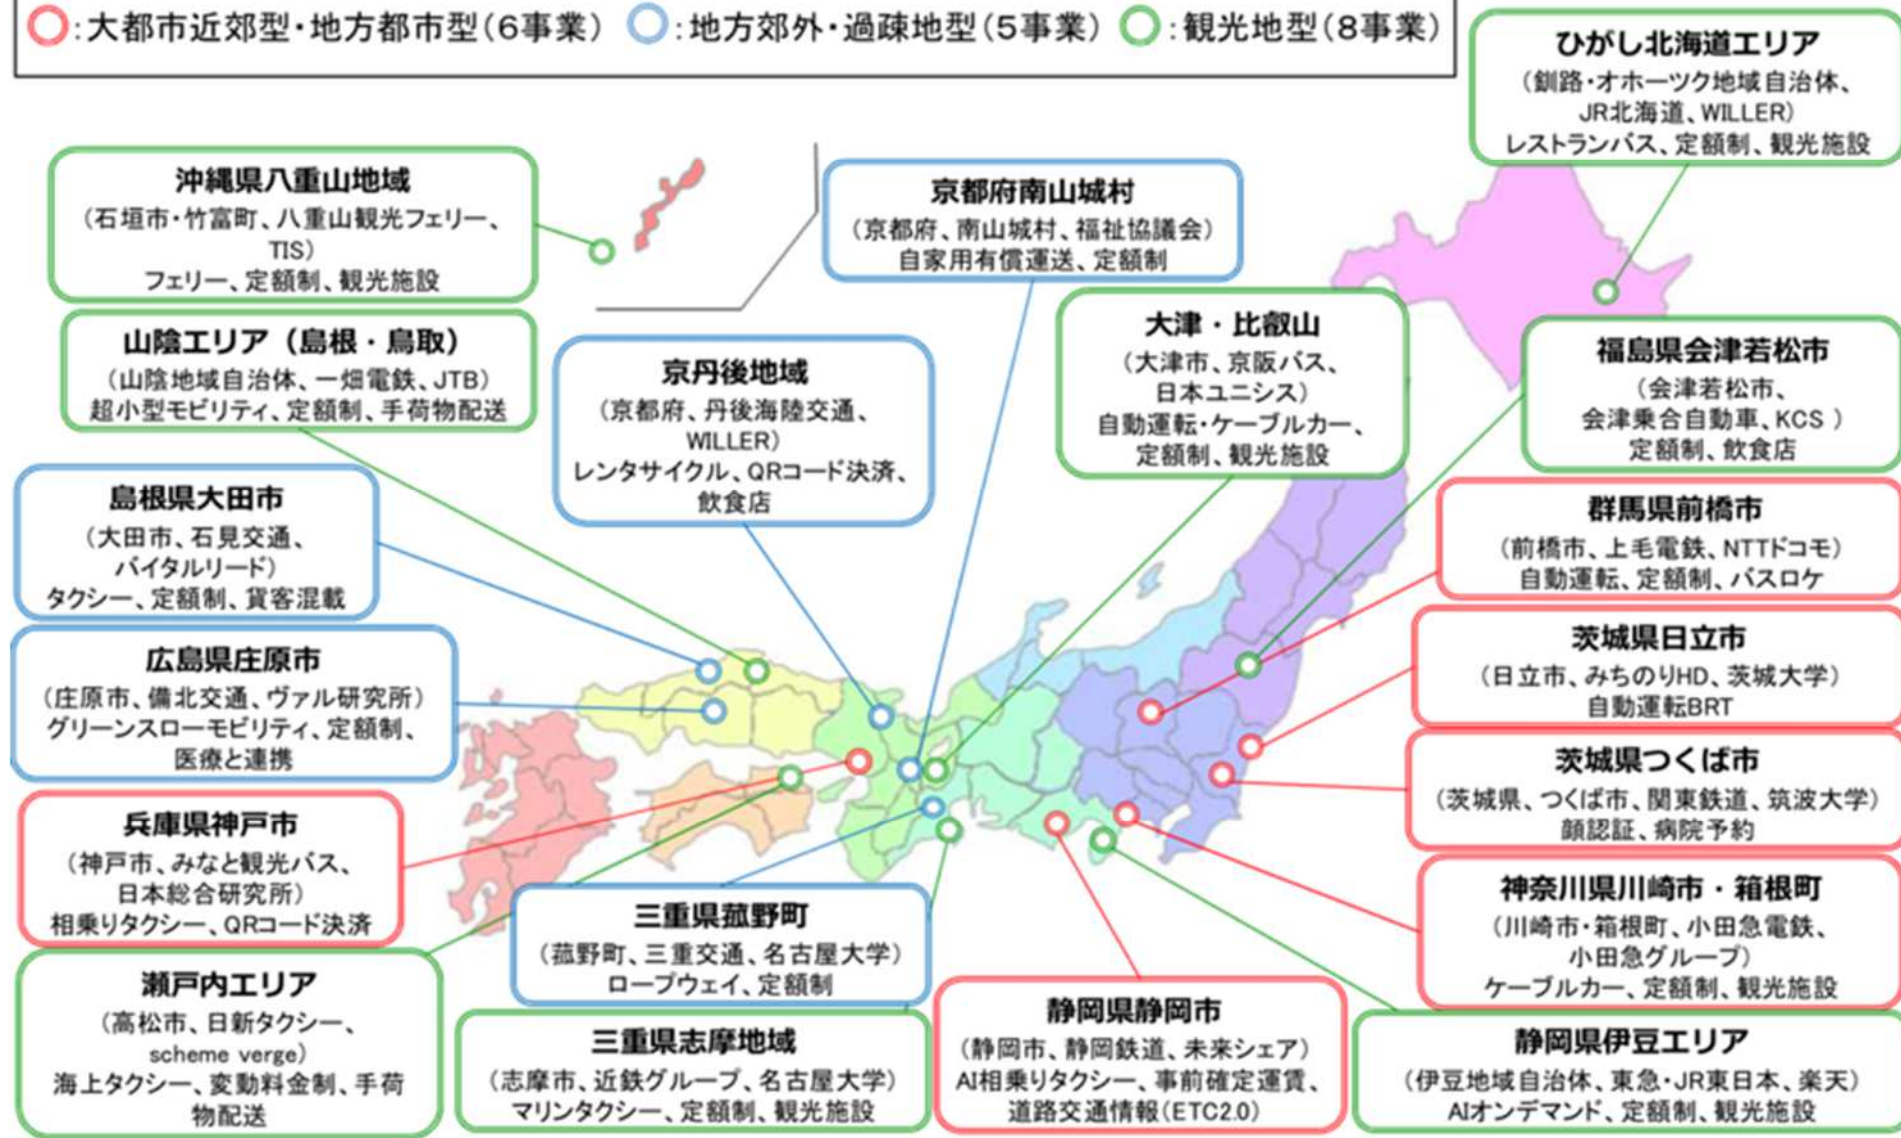 ○：大都市近郊型・地方都市型（6事業） ○：地方郊外・過疎地型（5事業） ○：観光地型（8事業）
ひがし北海道エリア
（釧路・オホーツク地域自治体、
JR北海道、WILLER）
レストランバス、定額制、観光施設
沖縄県八重山地域
（石垣市・竹富町、八重山観光フェリー、
TIS）
フェリー、定額制、観光施設
京都府南山城村
（京都府、南山城村、福祉協議会）
自家用有償運送、定額制
山陰エリア（島根・鳥取）
（山陰地域自治体、一畑電鉄、JTB）
超小型モビリティ、定額制、手荷物配送
京丹後地域
（京都府、丹後海陸交通、
WILLER）
レンタサイクル、QRコード決済、
飲食店
大津・比叡山
（大津市、京阪バス、
日本ユニシス）
自動運転・ケーブルカー、
定額制、観光施設
福島県会津若松市
（会津若松市、
会津乗合自動車、KCS ）
定額制、飲食店
島根県大田市
（大田市、石見交通、
バイタルリード）
タクシー、定額制、貨客混載
群馬県前橋市
（前橋市、上毛電鉄、NTTドコモ）
自動運転、定額制、バスロケ
広島県庄原市
（庄原市、備北交通、ヴァル研究所）
グリーンスローモビリティ、定額制、
医療と連携
茨城県日立市
（日立市、みちのりHD、茨城大学）
自動運転BRT
茨城県つくば市
（茨城県、つくば市、関東鉄道、筑波大学）
顔認証、病院予約
兵庫県神戸市
（神戸市、みなと観光バス、
日本総合研究所）
相乗りタクシー、QRコード決済
神奈川県川崎市・箱根町
（川崎市・箱根町、小田急電鉄、
小田急グループ）
ケーブルカー、定額制、観光施設
三重県菰野町
（菰野町、三重交通、名古屋大学）
ロープウェイ、定額制
瀬戸内エリア
（高松市、日新タクシー、
scheme verge）
海上タクシー、変動料金制、手荷
物配送
三重県志摩地域
（志摩市、近鉄グループ、名古屋大学）
マリンタクシー、定額制、観光施設
静岡県静岡市
（静岡市、静岡鉄道、未来シェア）
AI相乗りタクシー、事前確定運賃、
道路交通情報（ETC2.0）
静岡県伊豆エリア
（伊豆地域自治体、東急・JR東日本、楽天）
AIオンデマンド、定額制、観光施設